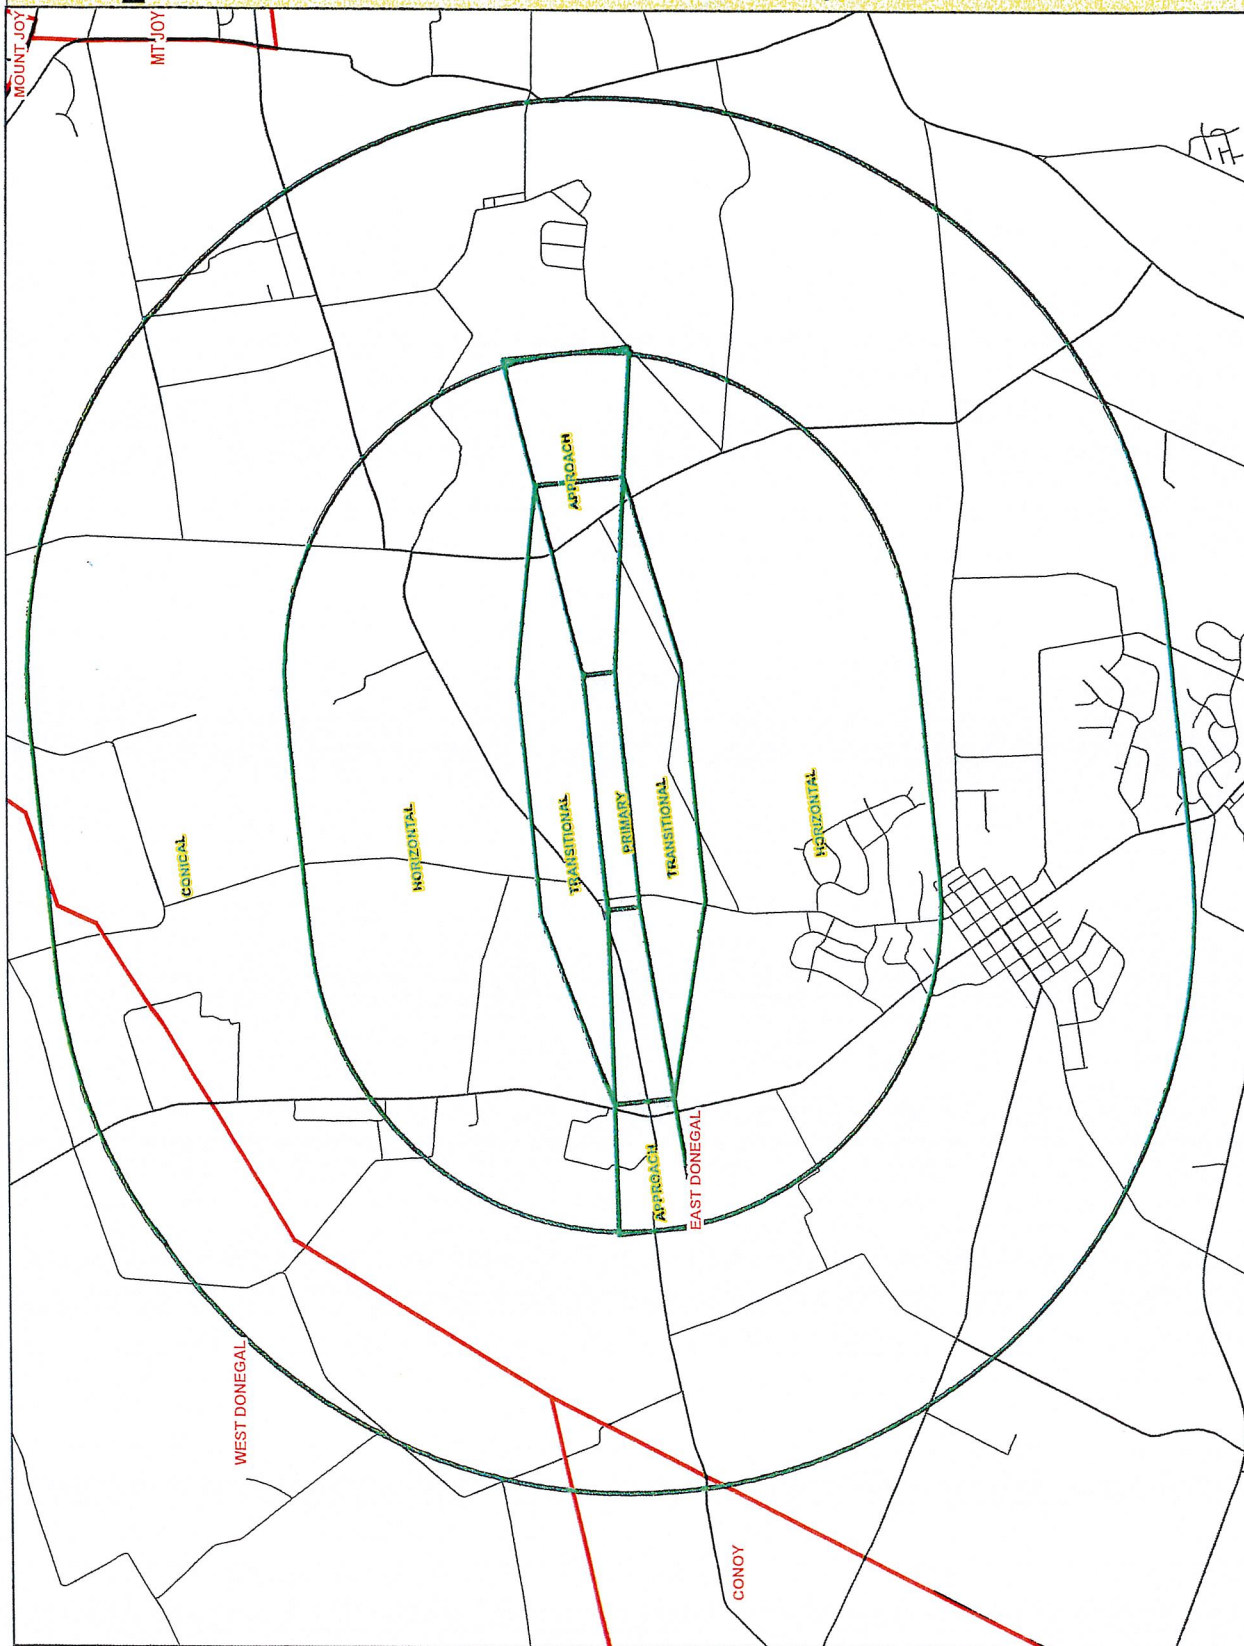 MOUNT JOY
MT JOY
APPROACH
CONICAL
HORIZONTAL
TRANSITIONAL
PRIMARY
TRANSITIONAL
HORIZONTAL
APPROACH
EAST DONEGAL
WEST DONEGAL
CONOY